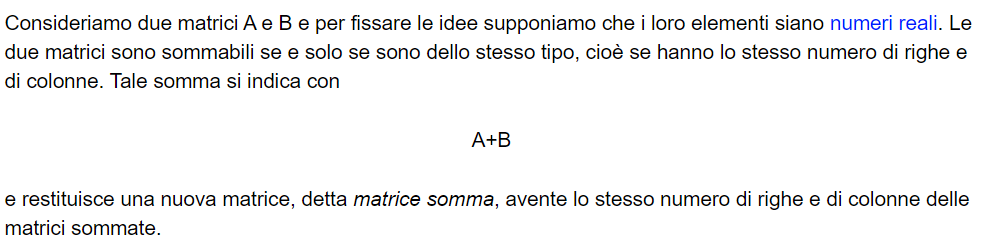 Consideriamo due matrici A e B e per fissare le idee supponiamo che i loro elementi siano numeri reali. Le
due matrici sono sommabili se e solo se sono dello stesso tipo, cioè se hanno lo stesso numero di righe e
di colonne. Tale somma si indica con
A+B
e restituisce una nuova matrice, detta matrice somma, avente lo stesso numero di righe e di colonne delle
matrici sommate.